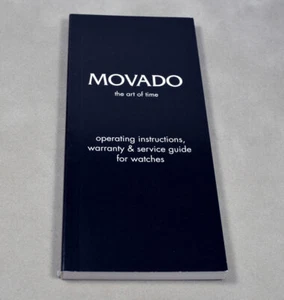 MOVADO
the art of time
operating instructions,
warranty & service guide
for watches